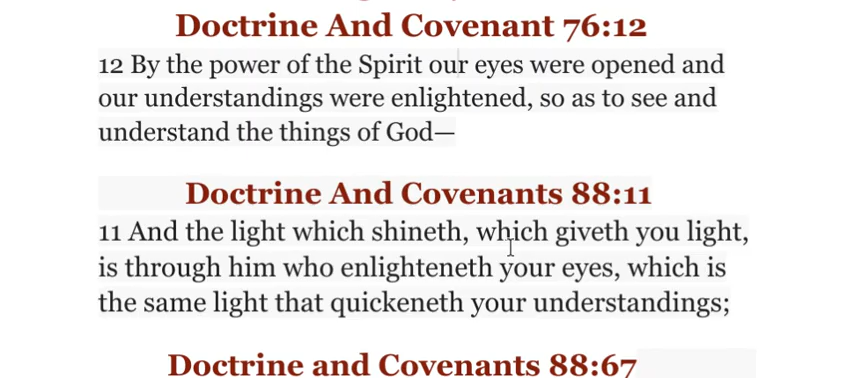 Doctrine And Covenant 76:12
12 By the power of the Spirit our eyes were opened and
our understandings were enlightened, so as to see and
understand the things of God—
Doctrine And Covenants 88:11
11 And the light which shineth, which giveth you light,
is through him who enlighteneth your eyes, which is
the same light that quickeneth your understandings;
Doctrine and Covenants 88:67